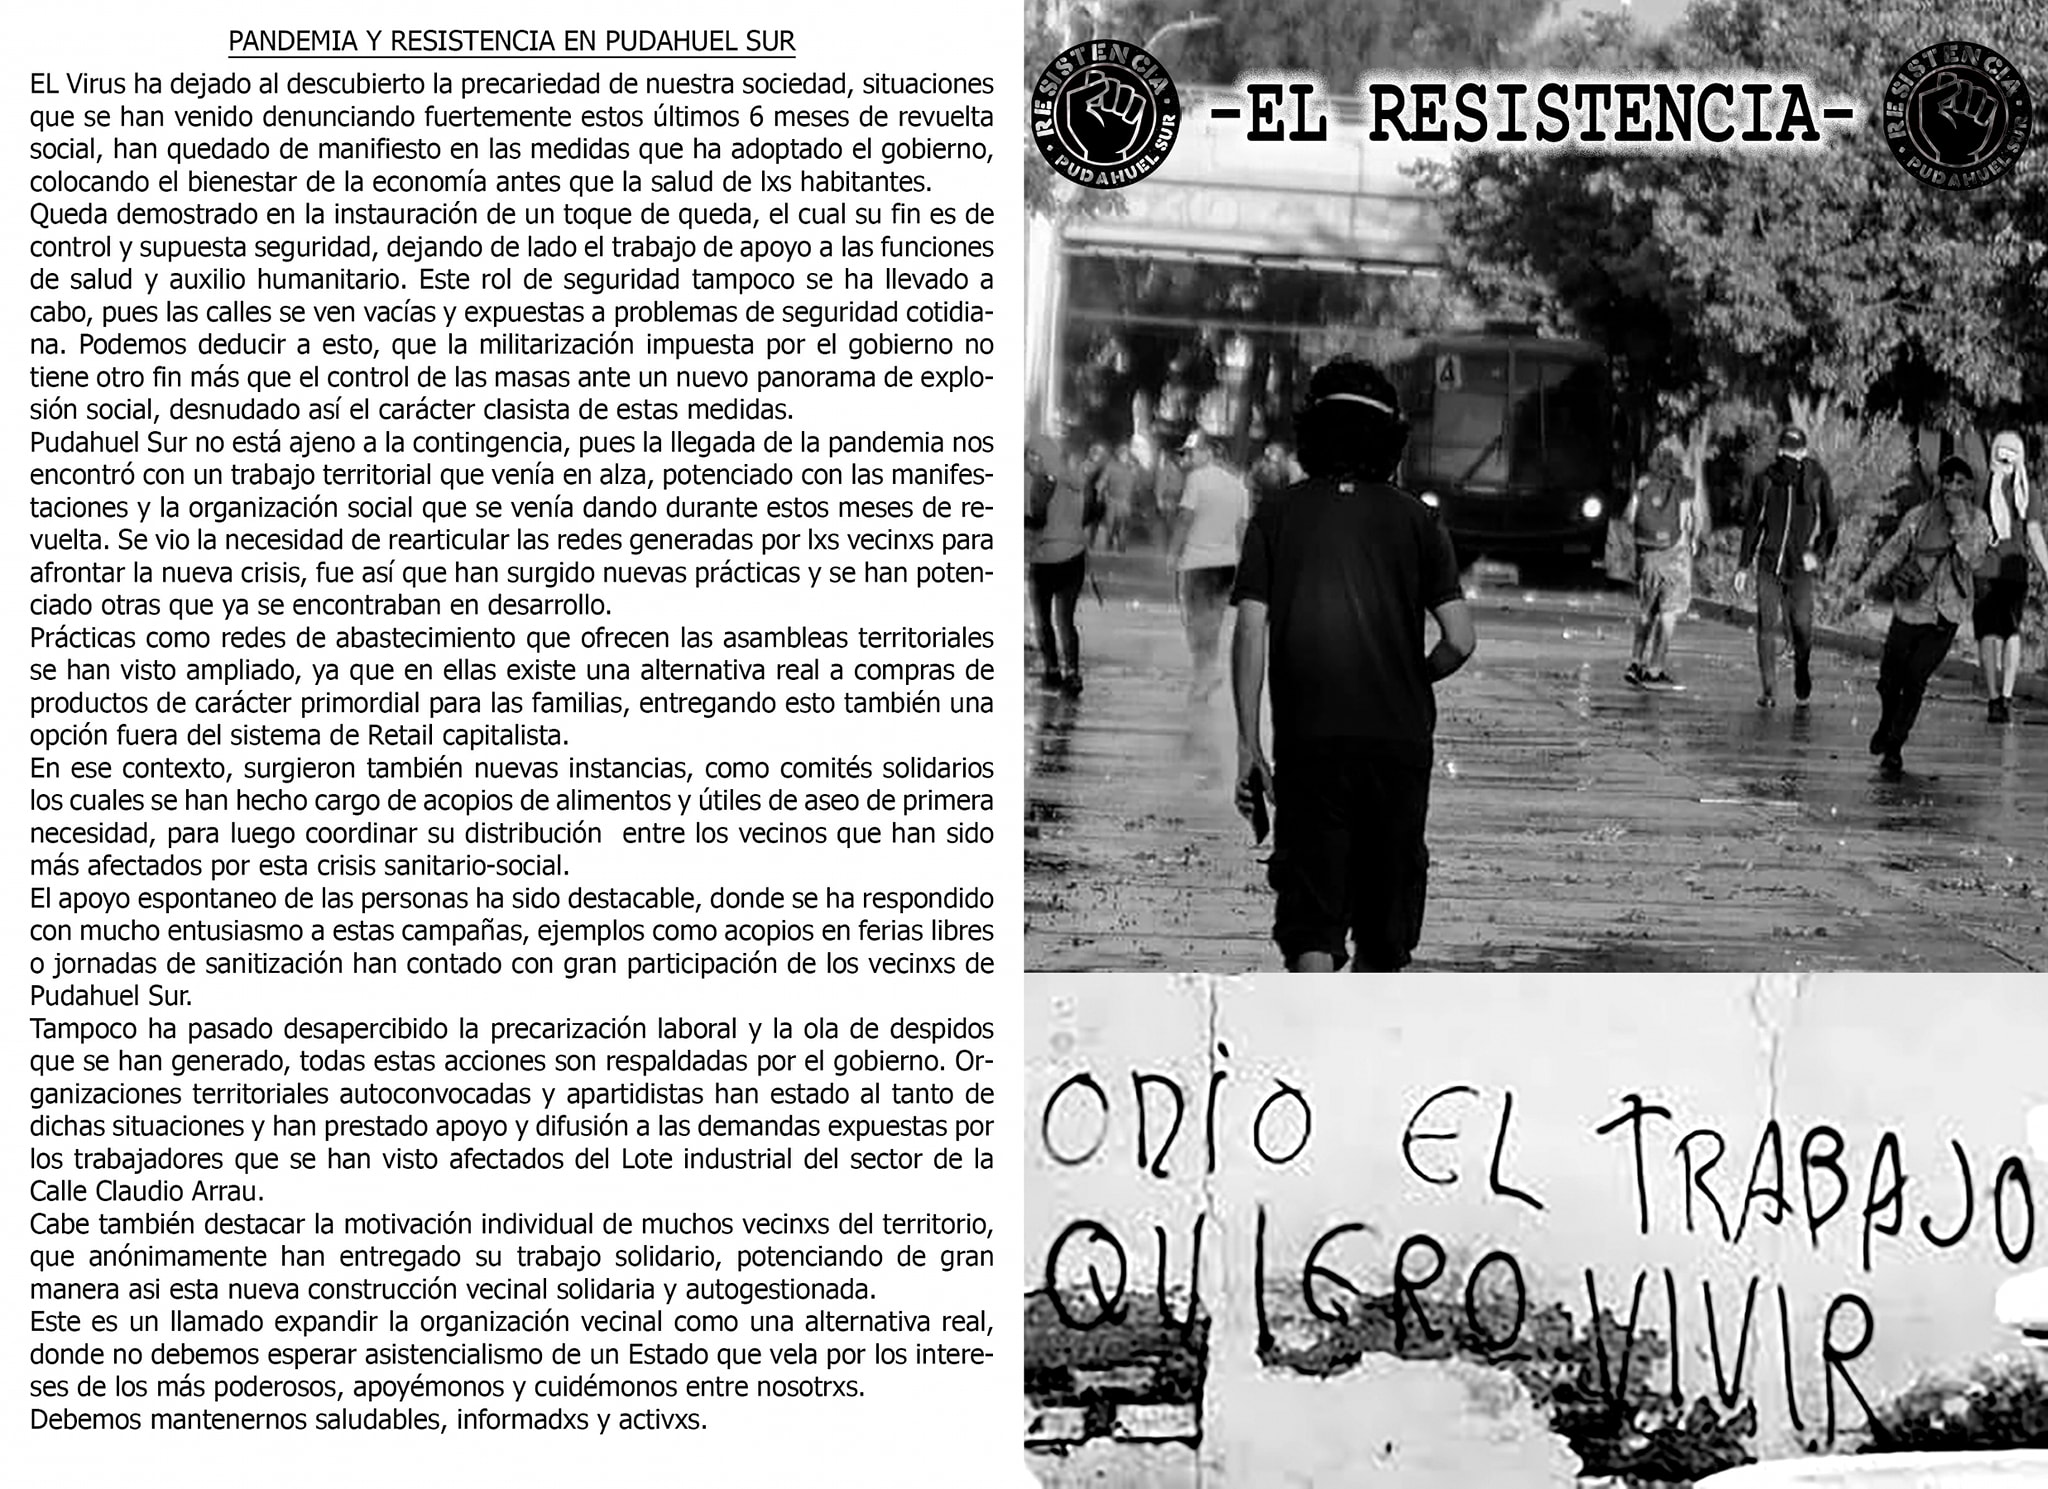 PANDEMIA Y RESISTENCIA EN PUDAHUEL SUR
EL Virus ha dejado al descubierto la precariedad de nuestra sociedad, situaciones
que se han venido denunciando fuertemente estos últimos 6 meses de revuelta
social, han quedado de manifiesto en las medidas que ha adoptado el gobierno,
colocando el bienestar de la economía antes que la salud de lxs habitantes.
Queda demostrado en la instauración de un toque de queda, el cual su fin es de
control y supuesta seguridad, dejando de lado el trabajo de apoyo a las funciones
de salud y auxilio humanitario. Este rol de seguridad tampoco se ha llevado a
cabo, pues las calles se ven vacías y expuestas a problemas de seguridad cotidia-
na. Podemos deducir a esto, que la militarización impuesta por el gobierno no
tiene otro fin más que el control de las masas ante un nuevo panorama de explo-
sión social, desnudado así el carácter clasista de estas medidas.
Pudahuel Sur no está ajeno a la contingencia, pues la llegada de la pandemia nos
encontró con un trabajo territorial que venía en alza, potenciado con las manifes-
taciones y la organización social que se venía dando durante estos meses de re-
vuelta. Se vio la necesidad de rearticular las redes generadas por lxs vecinxs para
afrontar la nueva crisis, fue así que han surgido nuevas prácticas y se han poten-
ciado otras que ya se encontraban en desarrollo.
Prácticas como redes de abastecimiento que ofrecen las asambleas territoriales
se han visto ampliado, ya que en ellas existe una alternativa real a compras de
productos de carácter primordial para las familias, entregando esto también una
opción fuera del sistema de Retail capitalista.
En ese contexto, surgieron también nuevas instancias, como comités solidarios
los cuales se han hecho cargo de acopios de alimentos y útiles de aseo de primera
necesidad, para luego coordinar su distribución  entre los vecinos que han sido
más afectados por esta crisis sanitario-social.
El apoyo espontaneo de las personas ha sido destacable, donde se ha respondido
con mucho entusiasmo a estas campañas, ejemplos como acopios en ferias libres
o jornadas de sanitización han contado con gran participación de los vecinxs de
Pudahuel Sur.
Tampoco ha pasado desapercibido la precarización laboral y la ola de despidos
que se han generado, todas estas acciones son respaldadas por el gobierno. Or-
ganizaciones territoriales autoconvocadas y apartidistas han estado al tanto de
dichas situaciones y han prestado apoyo y difusión a las demandas expuestas por
los trabajadores que se han visto afectados del Lote industrial del sector de la
Calle Claudio Arrau.
Cabe también destacar la motivación individual de muchos vecinxs del territorio,
que anónimamente han entregado su trabajo solidario, potenciando de gran
manera asi esta nueva construcción vecinal solidaria y autogestionada.
Este es un llamado expandir la organización vecinal como una alternativa real,
donde no debemos esperar asistencialismo de un Estado que vela por los intere-
ses de los más poderosos, apoyémonos y cuidémonos entre nosotrxs.
Debemos mantenernos saludables, informadxs y activxs.
RESISTENCIA
· PUDAHUEL SUR ·
-EL RESISTENCIA-
RESISTENCIA
· PUDAHUEL SUR ·
4
ODIO EL TRABAJO
QUIERO VIVIR